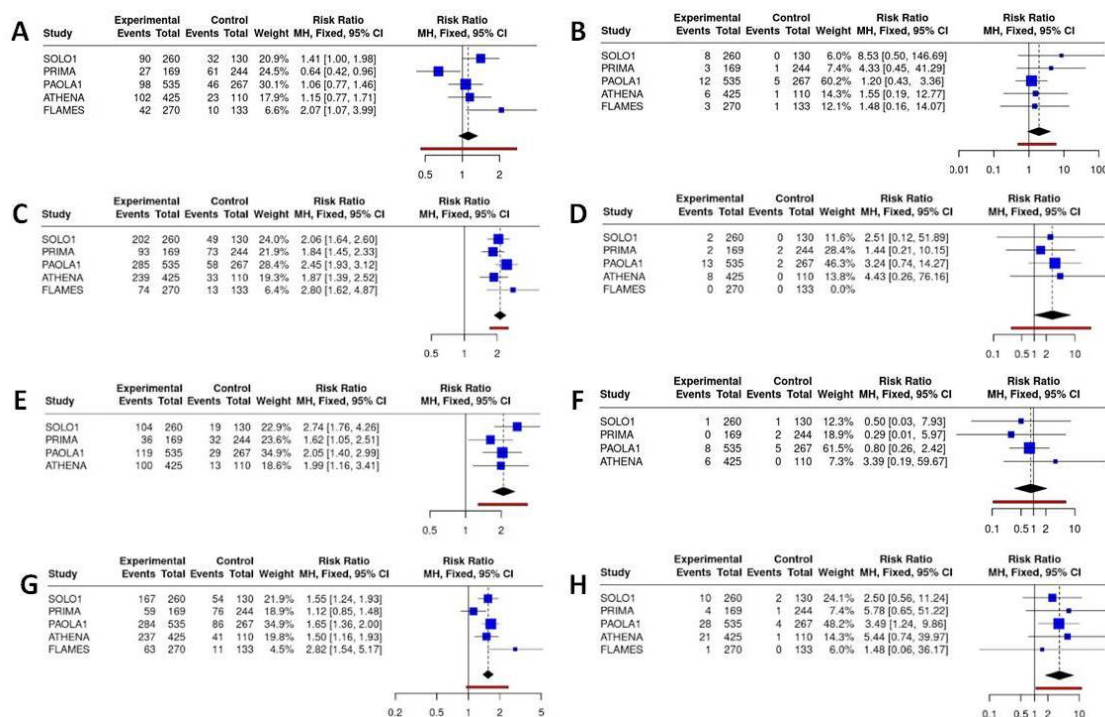 A
Experimental Control Risk Ratio Risk Ratio
Study Events Total Events Total Weight MH, Fixed, 95% CI MH, Fixed, 95% CI
SOLO1 90 260 32 130 20.9% 1.41 [1.00, 1.98]
PRIMA 27 169 61 244 24.5% 0.64 [0.42, 0.96]
PAOLA1 98 535 46 267 30.1% 1.06 [0.77, 1.46]
ATHENA 102 425 23 110 17.9% 1.15 [0.77, 1.71]
FLAMES 42 270 10 133 6.6% 2.07 [1.07, 3.99]
0.5 1 2
B
Experimental Control Risk Ratio Risk Ratio
Study Events Total Events Total Weight MH, Fixed, 95% CI MH, Fixed, 95% CI
SOLO1 8 260 0 130 6.0% 8.53 [0.50, 146.69]
PRIMA 3 169 1 244 7.4% 4.33 [0.45, 41.29]
PAOLA1 12 535 5 267 60.2% 1.20 [0.43, 3.36]
ATHENA 6 425 1 110 14.3% 1.55 [0.19, 12.77]
FLAMES 3 270 1 133 12.1% 1.48 [0.16, 14.07]
0.01 0.1 1 10 100
C
Experimental Control Risk Ratio Risk Ratio
Study Events Total Events Total Weight MH, Fixed, 95% CI MH, Fixed, 95% CI
SOLO1 202 260 49 130 24.0% 2.06 [1.64, 2.60]
PRIMA 93 169 73 244 21.9% 1.84 [1.45, 2.33]
PAOLA1 285 535 58 267 28.4% 2.45 [1.93, 3.12]
ATHENA 239 425 33 110 19.3% 1.87 [1.39, 2.52]
FLAMES 74 270 13 133 6.4% 2.80 [1.62, 4.87]
0.5 1 2
D
Experimental Control Risk Ratio Risk Ratio
Study Events Total Events Total Weight MH, Fixed, 95% CI MH, Fixed, 95% CI
SOLO1 2 260 0 130 11.6% 2.51 [0.12, 51.89]
PRIMA 2 169 2 244 28.4% 1.44 [0.21, 10.15]
PAOLA1 13 535 2 267 46.3% 3.24 [0.74, 14.27]
ATHENA 8 425 0 110 13.8% 4.43 [0.26, 76.16]
FLAMES 0 270 0 133 0.0%
0.1 0.5 1 2 10
E
Experimental Control Risk Ratio Risk Ratio
Study Events Total Events Total Weight MH, Fixed, 95% CI MH, Fixed, 95% CI
SOLO1 104 260 19 130 22.9% 2.74 [1.76, 4.26]
PRIMA 36 169 32 244 23.6% 1.62 [1.05, 2.51]
PAOLA1 119 535 29 267 34.9% 2.05 [1.40, 2.99]
ATHENA 100 425 13 110 18.6% 1.99 [1.16, 3.41]
0.5 1 2
F
Experimental Control Risk Ratio Risk Ratio
Study Events Total Events Total Weight MH, Fixed, 95% CI MH, Fixed, 95% CI
SOLO1 1 260 1 130 12.3% 0.50 [0.03, 7.93]
PRIMA 0 169 2 244 18.9% 0.29 [0.01, 5.97]
PAOLA1 8 535 5 267 61.5% 0.80 [0.26, 2.42]
ATHENA 6 425 0 110 7.3% 3.39 [0.19, 59.67]
0.1 0.5 1 2 10
G
Experimental Control Risk Ratio Risk Ratio
Study Events Total Events Total Weight MH, Fixed, 95% CI MH, Fixed, 95% CI
SOLO1 167 260 54 130 21.9% 1.55 [1.24, 1.93]
PRIMA 59 169 76 244 18.9% 1.12 [0.85, 1.48]
PAOLA1 284 535 86 267 34.9% 1.65 [1.36, 2.00]
ATHENA 237 425 41 110 19.8% 1.50 [1.16, 1.93]
FLAMES 63 270 11 133 4.5% 2.82 [1.54, 5.17]
0.2 0.5 1 2 5
H
Experimental Control Risk Ratio Risk Ratio
Study Events Total Events Total Weight MH, Fixed, 95% CI MH, Fixed, 95% CI
SOLO1 10 260 2 130 24.1% 2.50 [0.56, 11.24]
PRIMA 4 169 1 244 7.4% 5.78 [0.65, 51.22]
PAOLA1 28 535 4 267 48.2% 3.49 [1.24, 9.86]
ATHENA 21 425 1 110 14.3% 5.44 [0.74, 39.97]
FLAMES 1 270 0 133 6.0% 1.48 [0.06, 36.17]
0.1 0.5 1 2 10